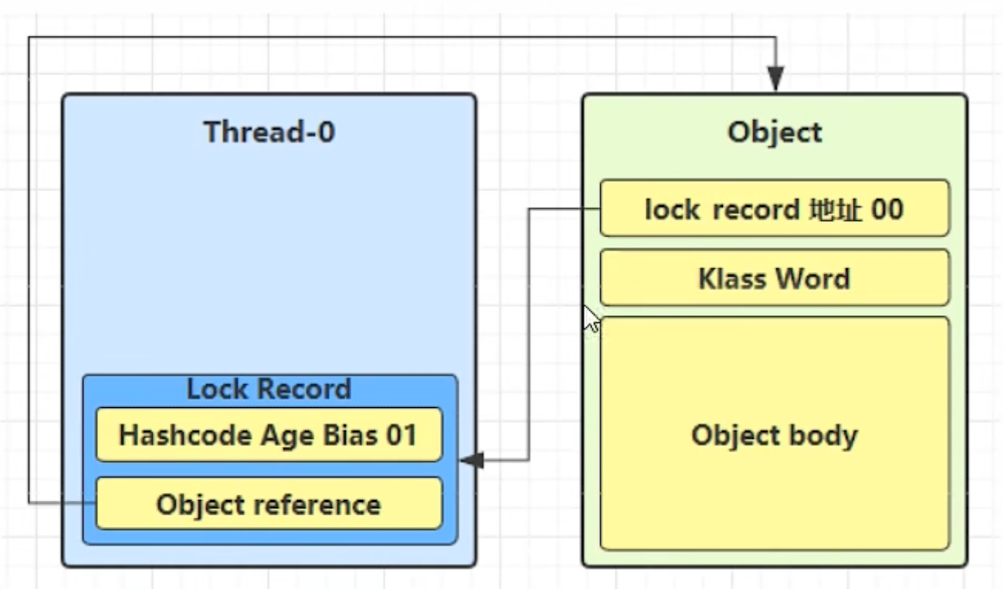 Thread-0
Lock Record
Hashcode Age Bias 01
Object reference
Object
lock record 地址 00
Klass Word
Object body